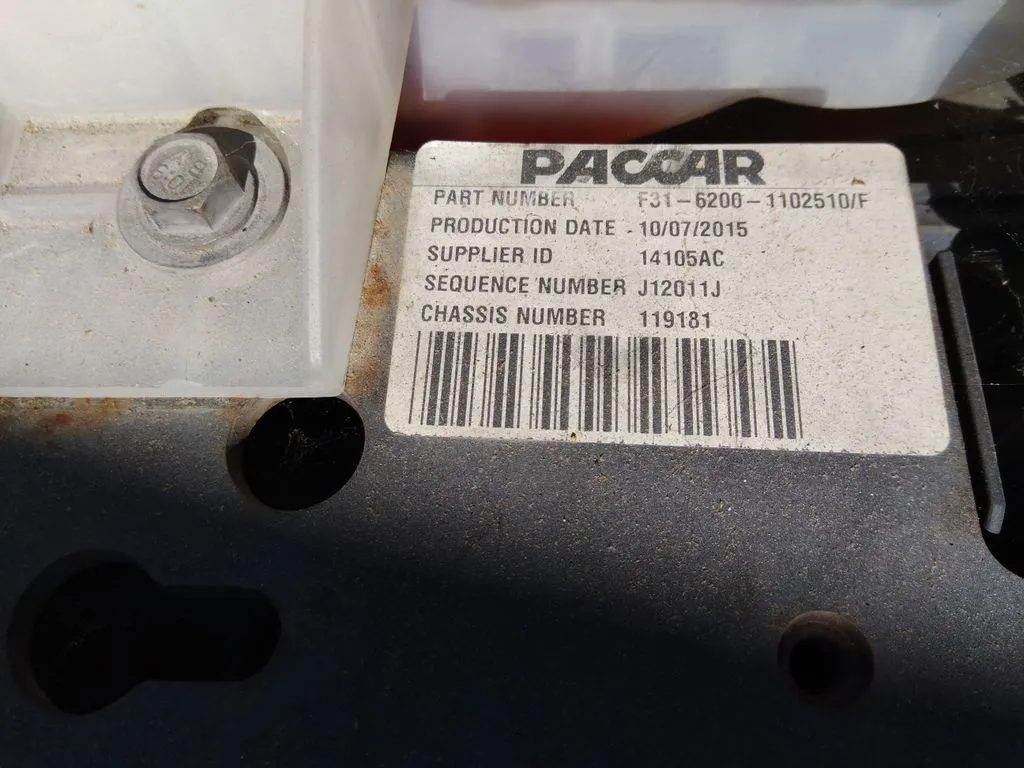 PACCAR
PART NUMBER F31-6200-1102510/F
PRODUCTION DATE - 10/07/2015
SUPPLIER ID 14105AC
SEQUENCE NUMBER J12011J
CHASSIS NUMBER 119181